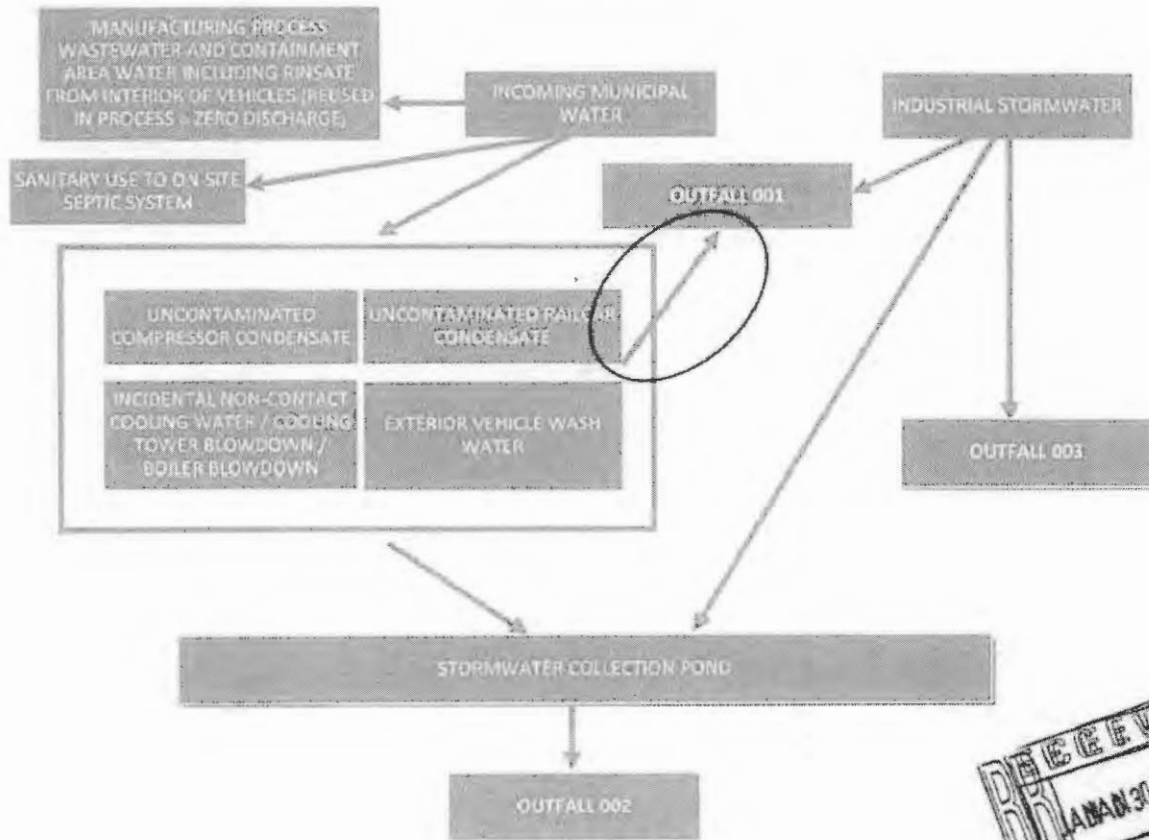 MANUFACTURING PROCESS
WASTEWATER AND CONTAINMENT
AREA WATER INCLUDING RINSATE
FROM INTERIOR OF VEHICLES (REUSED
IN PROCESS = ZERO DISCHARGE)
INCOMING MUNICIPAL
WATER
INDUSTRIAL STORMWATER
SANITARY USE TO ON-SITE
SEPTIC SYSTEM
OUTFALL 001
UNCONTAMINATED
COMPRESSOR CONDENSATE
UNCONTAMINATED RAILCAR
CONDENSATE
INCIDENTAL NON-CONTACT
COOLING WATER / COOLING
TOWER BLOWDOWN /
BOILER BLOWDOWN
EXTERIOR VEHICLE WASH
WATER
OUTFALL 003
STORMWATER COLLECTION POND
OUTFALL 002